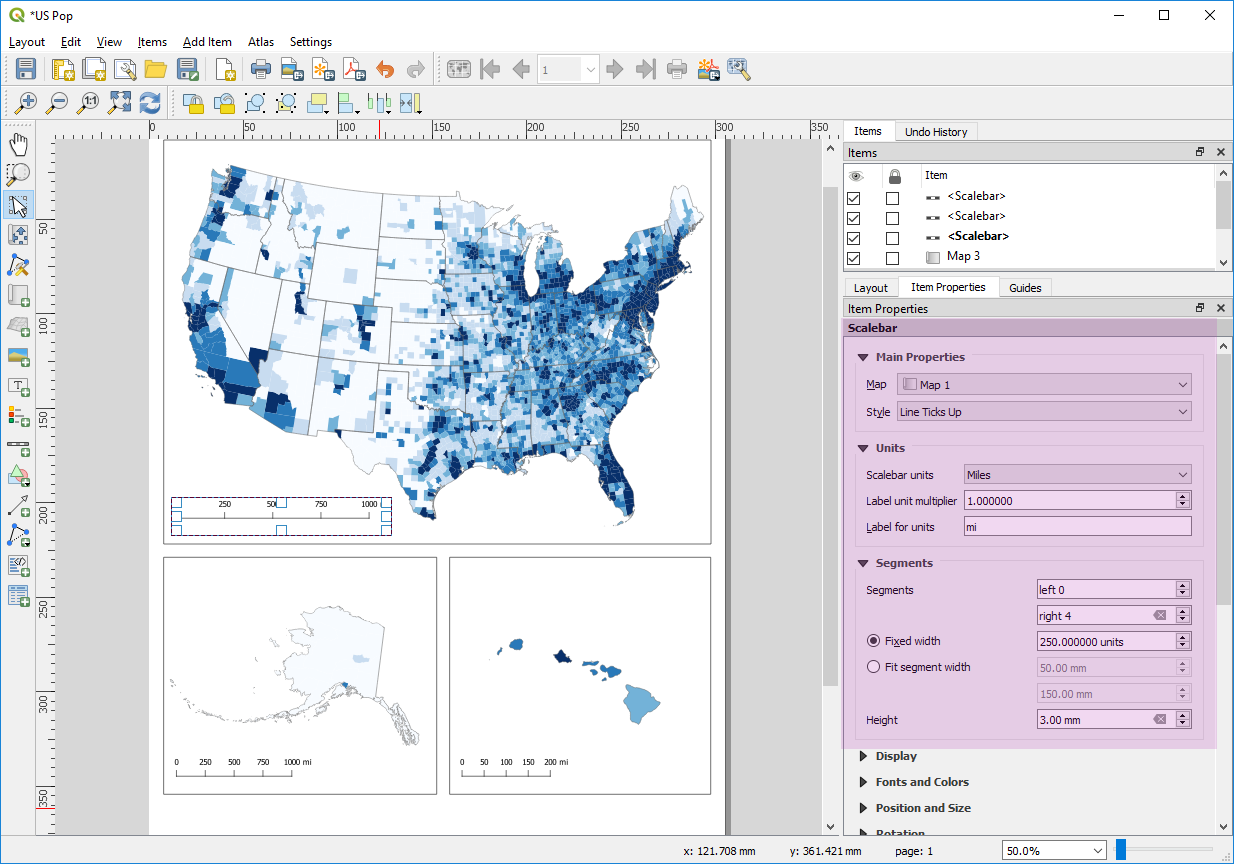 *US Pop
Layout Edit View Items Add Item Atlas Settings
1
1:1
0 50 100 150 200 250 300 350
50
100
150
200
250
300
350
250 500 750 1000
0 250 500 750 1000 mi
0 50 100 150 200 mi
Items Undo History
Items
Item
<Scalebar>
<Scalebar>
<Scalebar>
Map 3
Layout Item Properties Guides
Item Properties
Scalebar
Main Properties
Map Map 1
Style Line Ticks Up
Units
Scalebar units Miles
Label unit multiplier 1.000000
Label for units mi
Segments
Segments left 0
right 4
Fixed width 250.000000 units
Fit segment width 50.00 mm
150.00 mm
Height 3.00 mm
Display
Fonts and Colors
Position and Size
Rotation
x: 121.708 mm y: 361.421 mm page: 1 50.0%